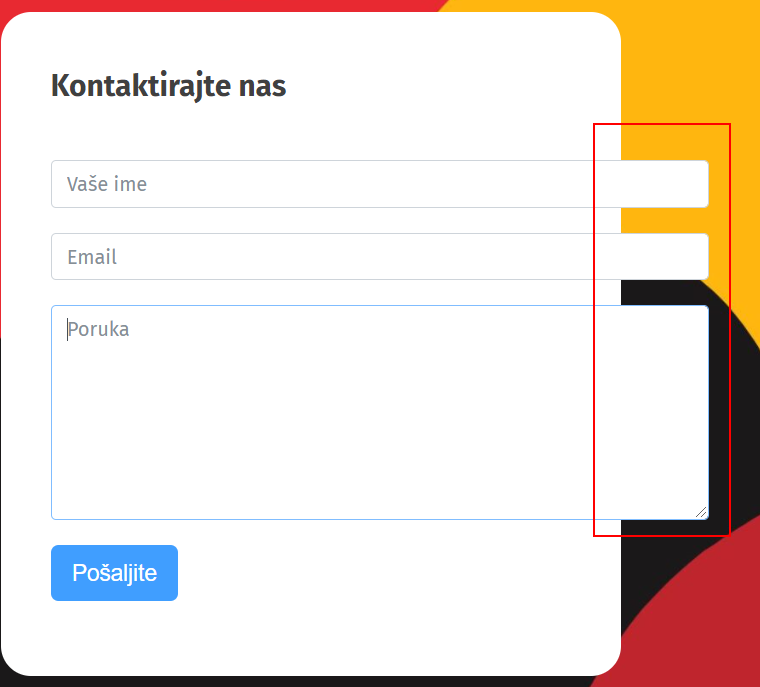 Kontaktirajte nas
Vaše ime
Email
Poruka
Pošaljite